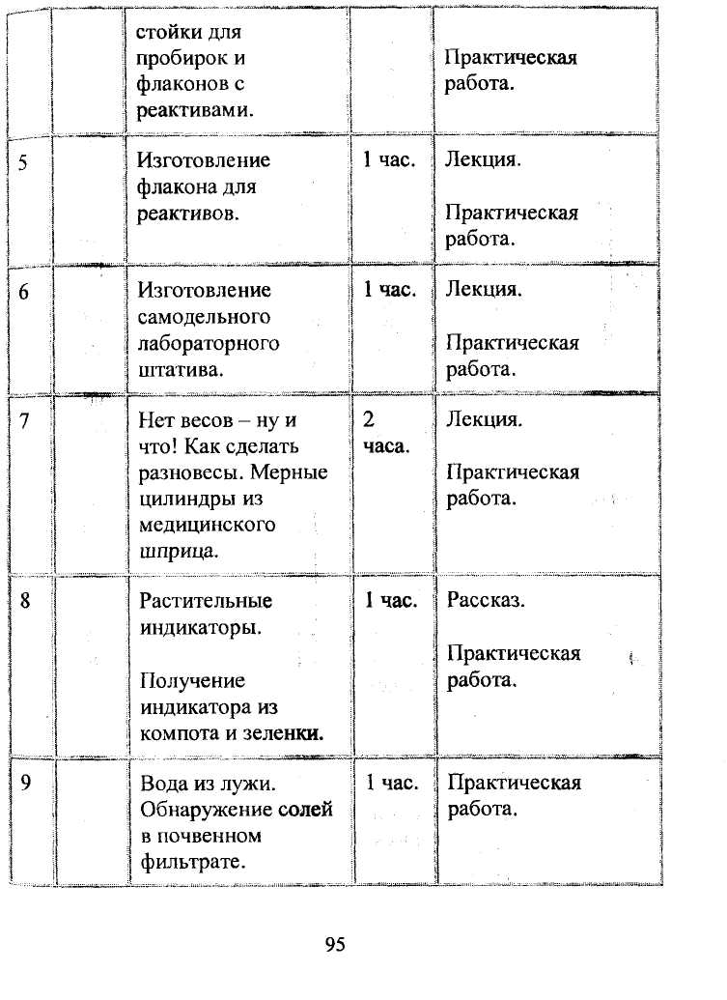 стойки для
пробирок и Практическая
флаконов с работа.
реактивами.
5 Изготовление 1 час. Лекция.
флакона для
реактивов. Практическая
работа.
6 Изготовление 1 час. Лекция.
самодельного
лабораторного Практическая
штатива. работа.
7 Нет весов – ну и 2 Лекция.
что! Как сделать часа.
разновесы. Мерные Практическая
цилиндры из работа.
медицинского
шприца.
8 Растительные 1 час. Рассказ.
индикаторы.
Практическая
Получение работа.
индикатора из
компота и зеленки.
9 Вода из лужи. 1 час. Практическая
Обнаружение солей работа.
в почвенном
фильтрате.
95